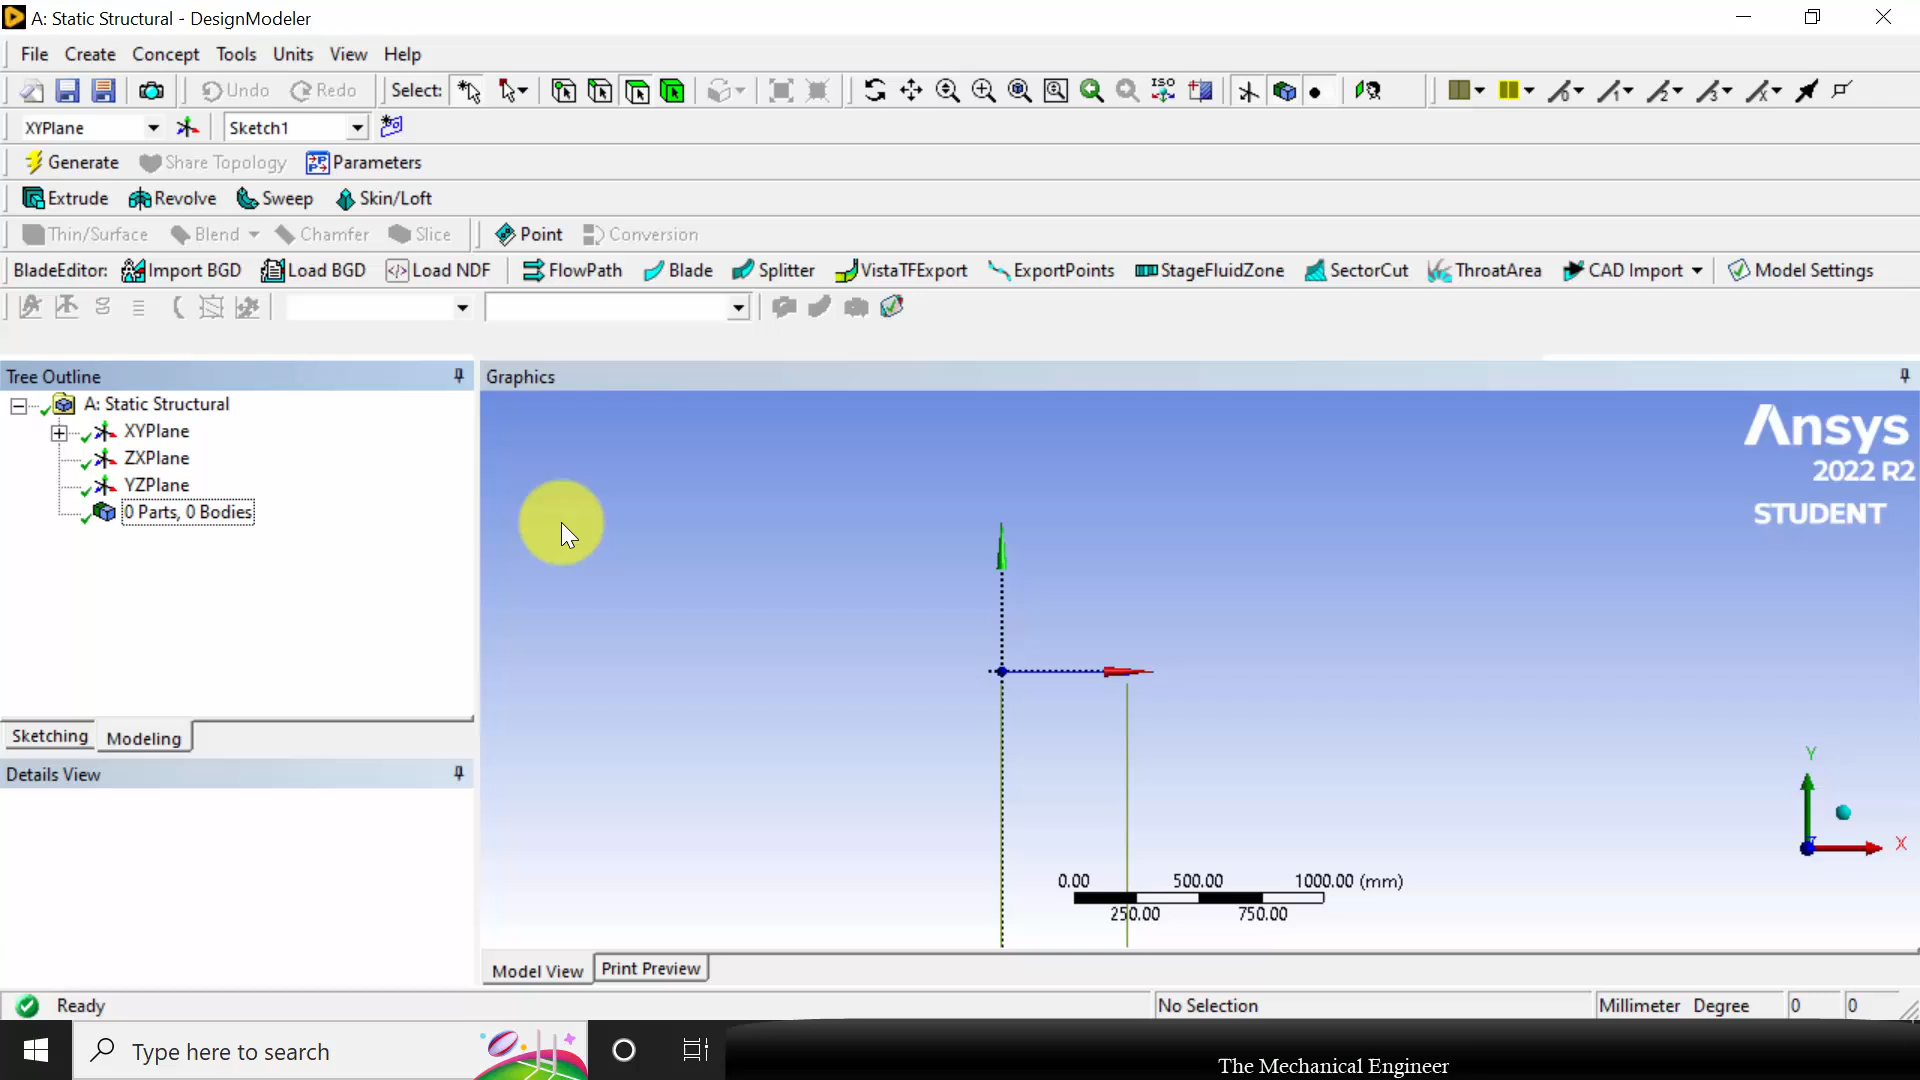 A: Static Structural - DesignModeler
File Create Concept Tools Units View Help
Undo Redo Select: ISO
XYPlane Sketch1
Generate Share Topology Parameters
Extrude Revolve Sweep Skin/Loft
Thin/Surface Blend Chamfer Slice Point Conversion
BladeEditor: Import BGD Load BGD Load NDF FlowPath Blade Splitter VistaTFExport ExportPoints StageFluidZone SectorCut ThroatArea CAD Import Model Settings
Tree Outline
A: Static Structural
XYPlane
ZXPlane
YZPlane
0 Parts, 0 Bodies
Sketching Modeling
Details View
Graphics
Ansys
2022 R2
STUDENT
Y
X
0.00 500.00 1000.00 (mm)
250.00 750.00
Model View Print Preview
Ready No Selection Millimeter Degree 0 0
Type here to search
The Mechanical Engineer